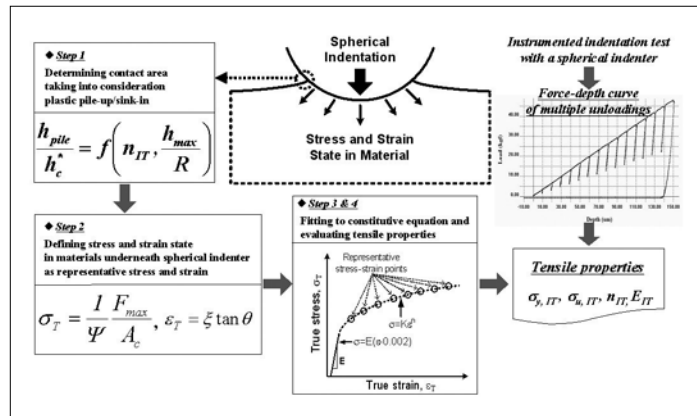 ◆ Step 1
Determining contact area
taking into consideration
plastic pile-up/sink-in
h_pile / h_c^* = f( n_IT, h_max / R )
Spherical
Indentation
Stress and Strain
State in Material
Instrumented indentation test
with a spherical indenter
Force-depth curve
of multiple unloadings
Load (kgf)
Depth (um)
◆ Step 2
Defining stress and strain state
in materials underneath spherical indenter
as representative stress and strain
σ_T = 1/Ψ F_max/A_c, ε_T = ξ tan θ
◆ Step 3 & 4
Fitting to constitutive equation and
evaluating tensile properties
Representative
stress-strain points
True stress, σ_T
σ=Kε^n
σ=E(ε-0.002)
E
True strain, ε_T
Tensile properties
σ_y, IT, σ_u, IT, n_IT, E_IT